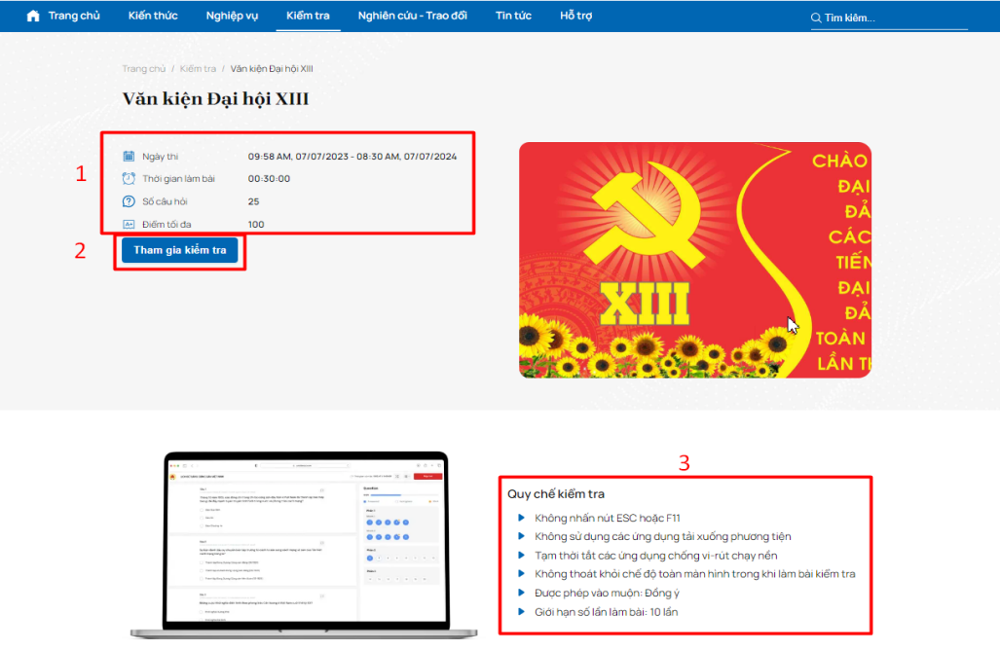 Trang chủ Kiến thức Nghiệp vụ Kiểm tra Nghiên cứu - Trao đổi Tin tức Hỗ trợ Tìm kiếm...
Trang chủ / Kiểm tra / Văn kiện Đại hội XIII
Văn kiện Đại hội XIII
1
Ngày thi 09:58 AM, 07/07/2023 - 08:30 AM, 07/07/2024
Thời gian làm bài 00:30:00
Số câu hỏi 25
Điểm tối đa 100
2
Tham gia kiểm tra
XIII
CHÀO
ĐẠI
ĐẢ
CÁC
TIẾN
ĐẠI
ĐẢ
TOÀN
LẦN TH
3
Quy chế kiểm tra
Không nhấn nút ESC hoặc F11
Không sử dụng các ứng dụng tải xuống phương tiện
Tạm thời tắt các ứng dụng chống vi-rút chạy nền
Không thoát khỏi chế độ toàn màn hình trong khi làm bài kiểm tra
Được phép vào muộn: Đồng ý
Giới hạn số lần làm bài: 10 lần